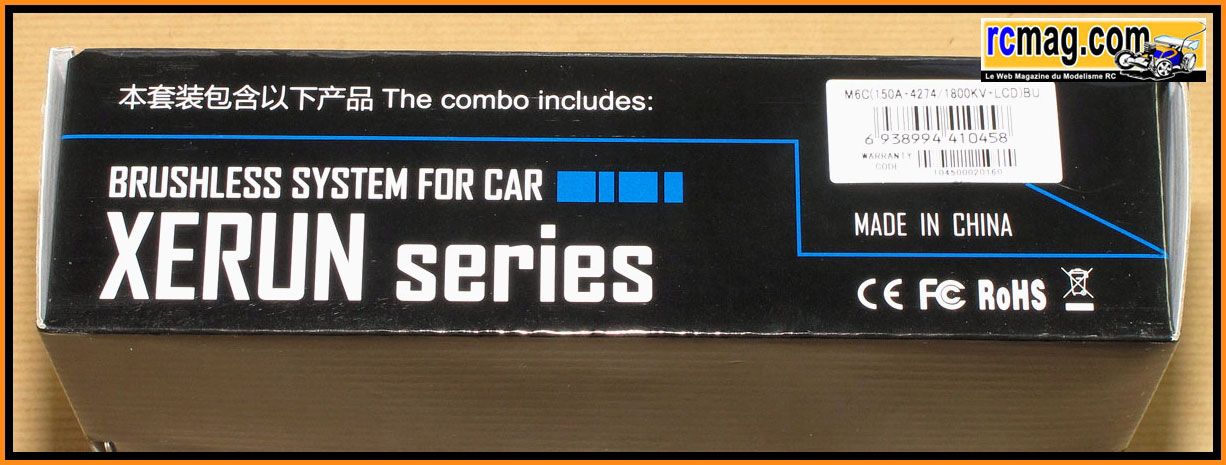 rcmag.com
Le Web Magazine du Modelisme RC
本套装包含以下产品 The combo includes:
M6C(150A+4274/1800KV+LCD)BU
6 938994 410458
WARRANTY
CODE
104500020160
BRUSHLESS SYSTEM FOR CAR
XERUN series
MADE IN CHINA
CE FC RoHS